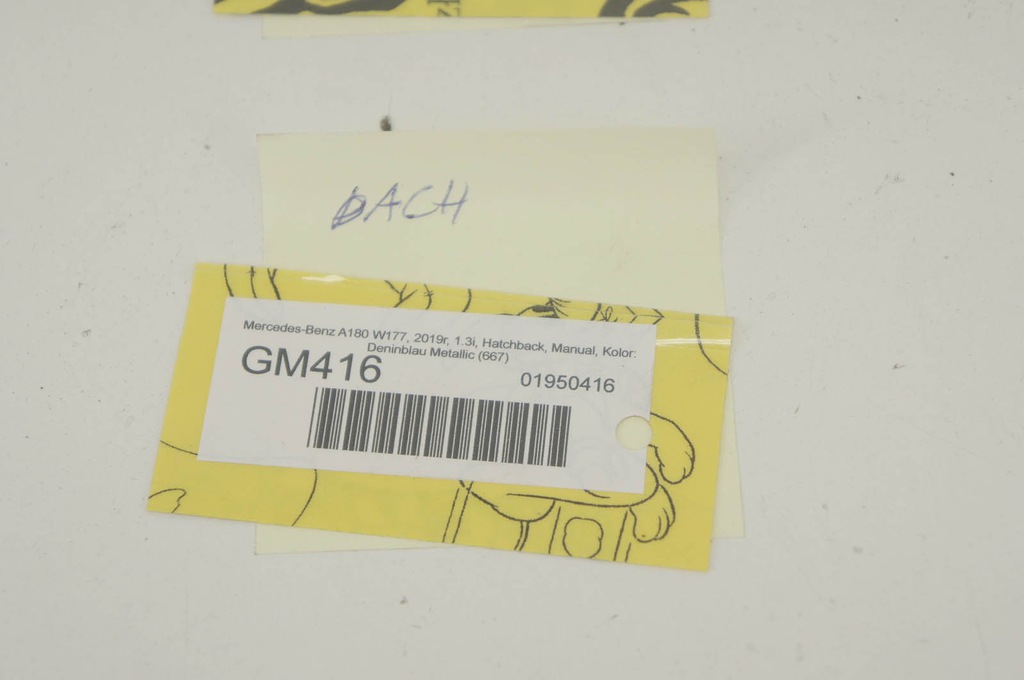 DACH
Mercedes-Benz A180 W177, 2019r, 1.3i, Hatchback, Manual, Kolor:
Deninblau Metallic (667)
GM416
01950416